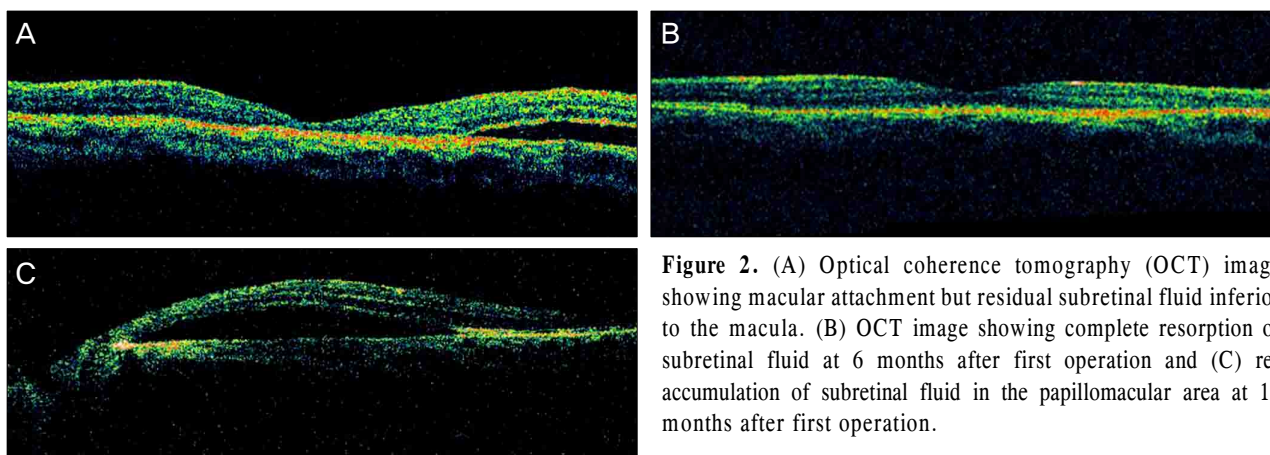 A
B
C
Figure 2. (A) Optical coherence tomography (OCT) imag
showing macular attachment but residual subretinal fluid inferio
to the macula. (B) OCT image showing complete resorption o
subretinal fluid at 6 months after first operation and (C) re
accumulation of subretinal fluid in the papillomacular area at 1
months after first operation.